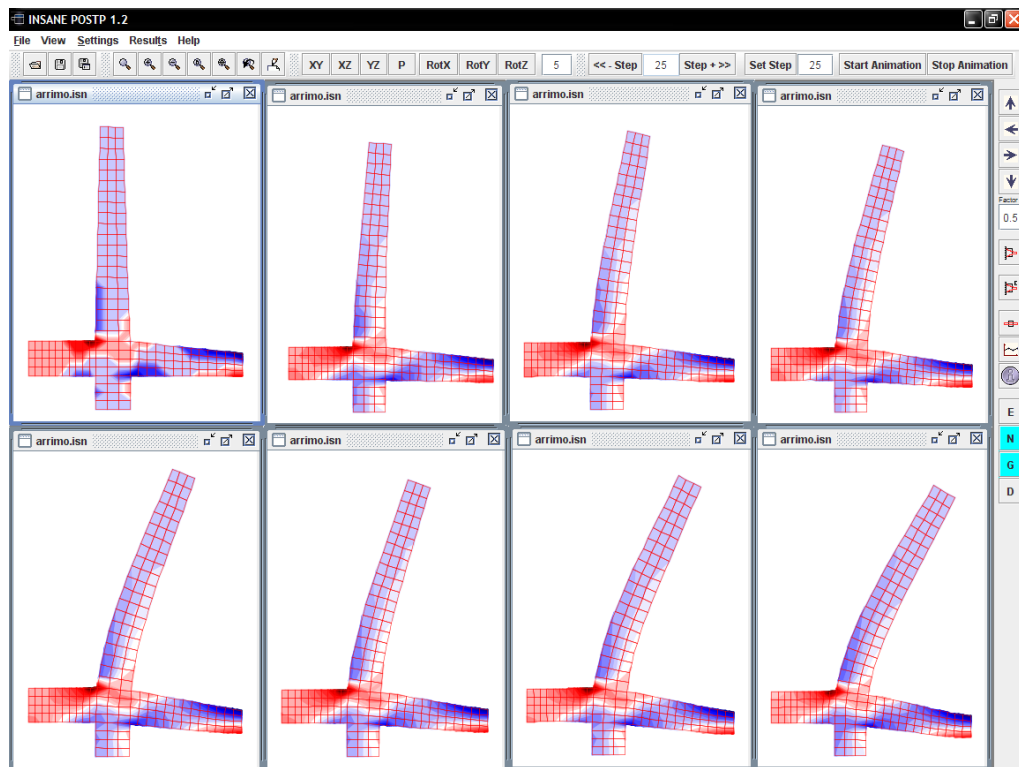 INSANE POSTP 1.2
File View Settings Results Help
XY XZ YZ P RotX RotY RotZ 5 << - Step 25 Step + >> Set Step 25 Start Animation Stop Animation
arrimo.isn arrimo.isn arrimo.isn arrimo.isn
Factor
0.5
E
N
G
D
arrimo.isn arrimo.isn arrimo.isn arrimo.isn